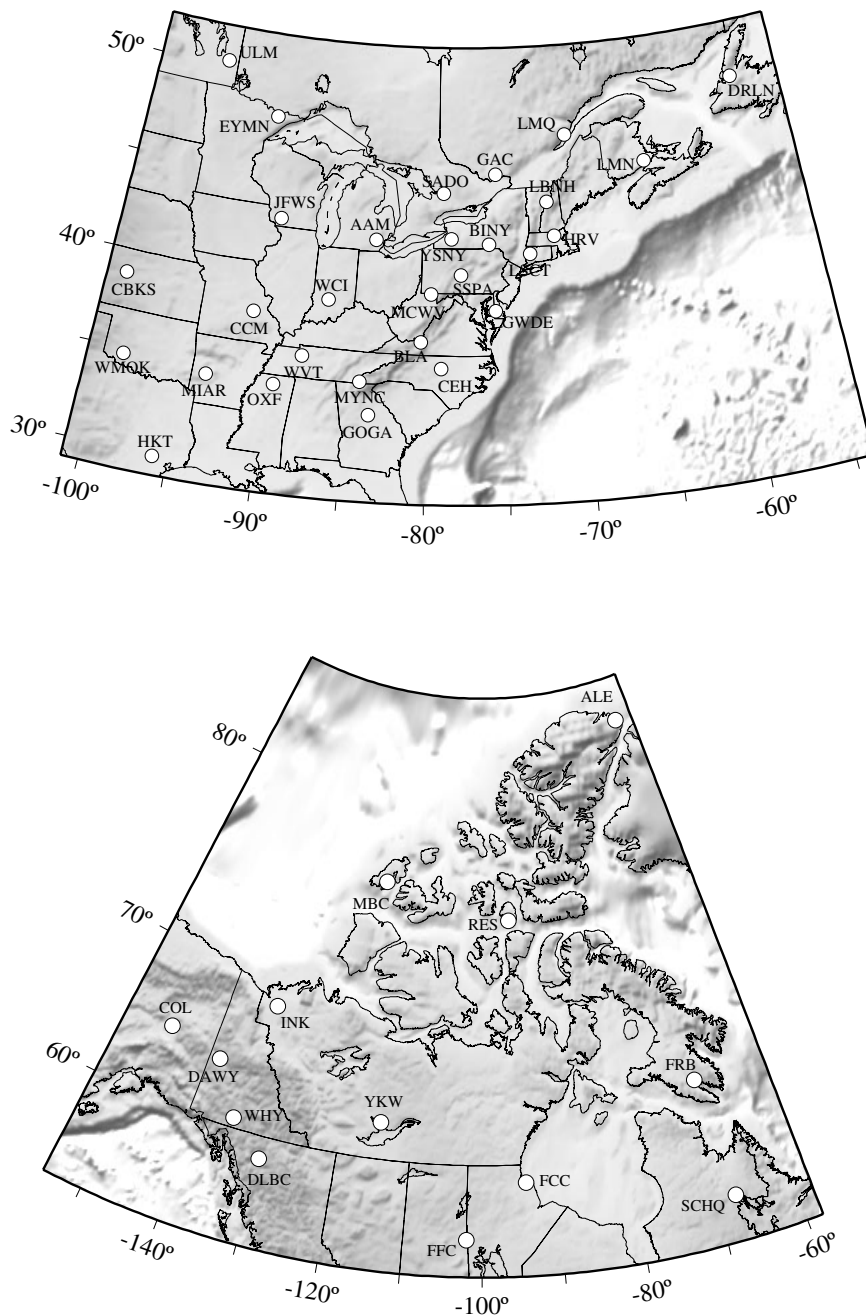 50º
ULM
DRLN
EYMN
LMQ
GAC
LMN
SADO
LBNH
JFWS
AAM
BINY
HRV
40º
YSNY
LSCT
CBKS
WCI
SSPA
MCWV
GWDE
CCM
BLA
WMOK
WVT
CEH
MIAR
OXF
MYNC
GOGA
30º
HKT
-100º
-90º
-80º
-70º
-60º
ALE
80º
MBC
RES
70º
COL
INK
60º
DAWY
FRB
YKW
WHY
DLBC
FCC
SCHQ
FFC
-140º
-120º
-100º
-80º
-60º